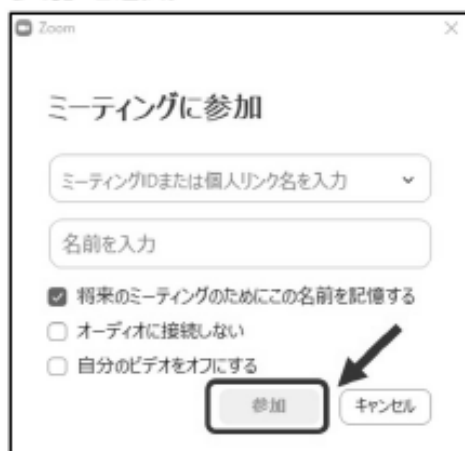 Zoom
ミーティングに参加
ミーティングIDまたは個人リンク名を入力
名前を入力
将来のミーティングのためにこの名前を記憶する
オーディオに接続しない
自分のビデオをオフにする
参加
キャンセル